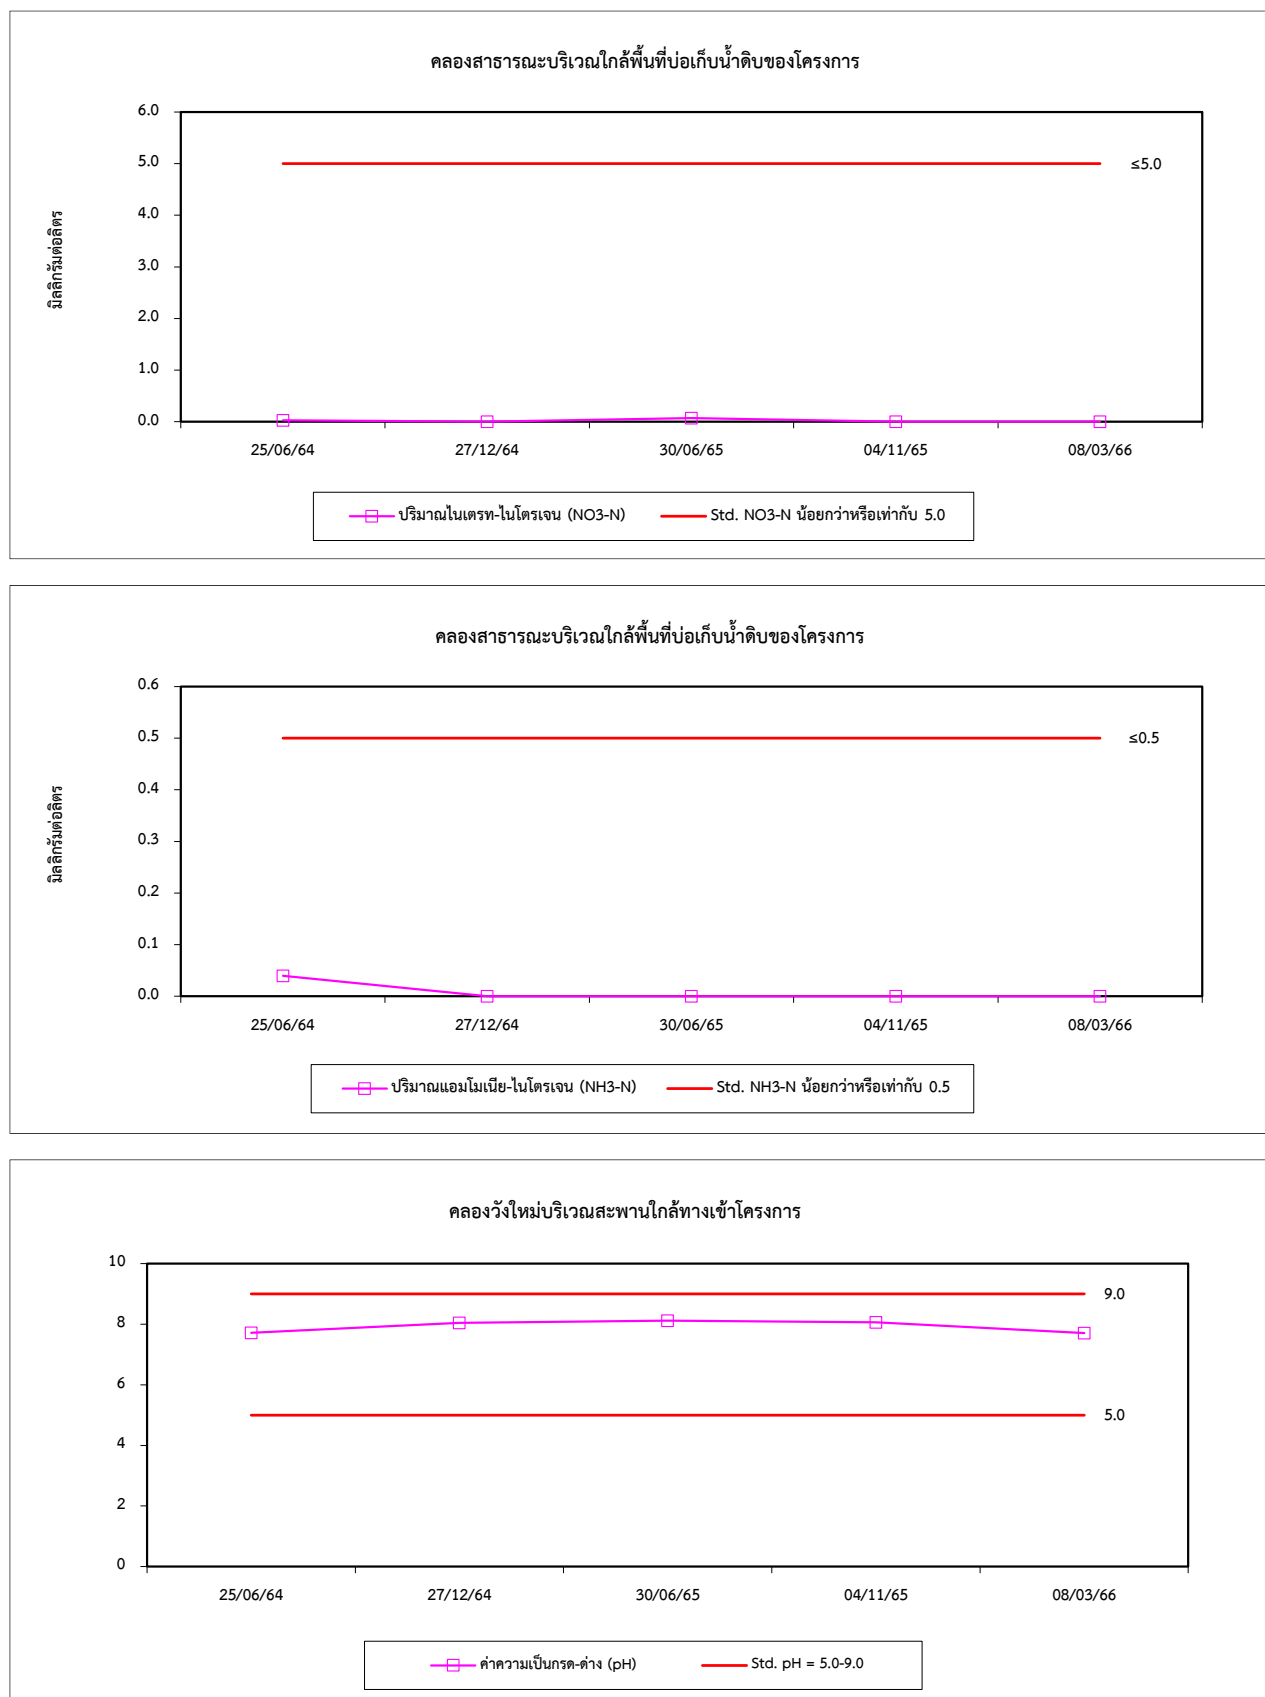 คลองสาธารณะบริเวณใกล้พื้นที่บ่อเก็บน้ำดิบของโครงการ
6.0
5.0
4.0
3.0
2.0
1.0
0.0
มิลลิกรัมต่อลิตร
≤5.0
25/06/64 27/12/64 30/06/65 04/11/65 08/03/66
ปริมาณไนเตรท-ไนโตรเจน (NO3-N) Std. NO3-N น้อยกว่าหรือเท่ากับ 5.0
คลองสาธารณะบริเวณใกล้พื้นที่บ่อเก็บน้ำดิบของโครงการ
0.6
0.5
0.4
0.3
0.2
0.1
0.0
มิลลิกรัมต่อลิตร
≤0.5
25/06/64 27/12/64 30/06/65 04/11/65 08/03/66
ปริมาณแอมโมเนีย-ไนโตรเจน (NH3-N) Std. NH3-N น้อยกว่าหรือเท่ากับ 0.5
คลองวังใหม่บริเวณสะพานใกล้ทางเข้าโครงการ
10
8
6
4
2
0
9.0
5.0
25/06/64 27/12/64 30/06/65 04/11/65 08/03/66
ค่าความเป็นกรด-ด่าง (pH) Std. pH = 5.0-9.0